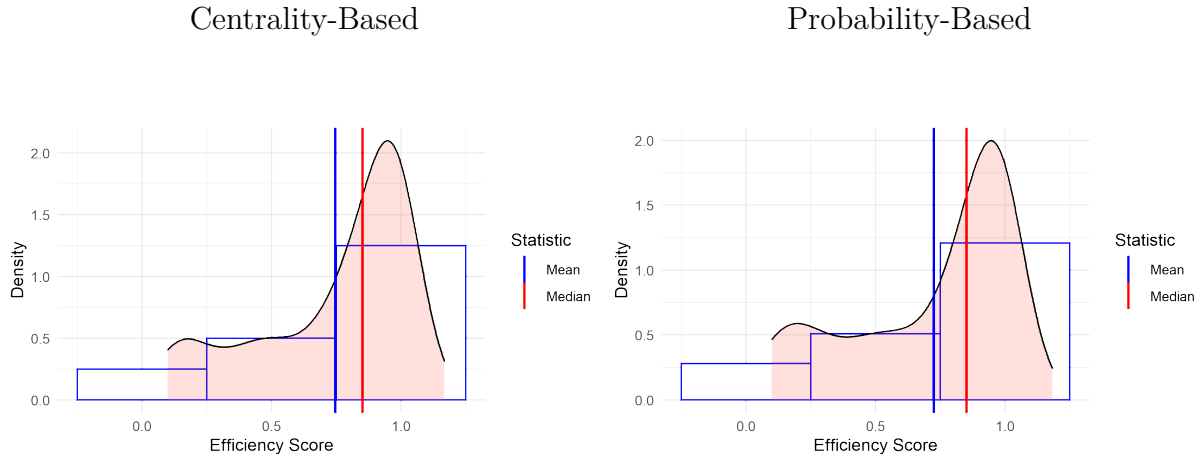 Centrality-Based
Probability-Based
Density
2.0
1.5
1.0
0.5
0.0
0.0
0.5
1.0
Efficiency Score
Statistic
Mean
Median
Density
2.0
1.5
1.0
0.5
0.0
0.0
0.5
1.0
Efficiency Score
Statistic
Mean
Median